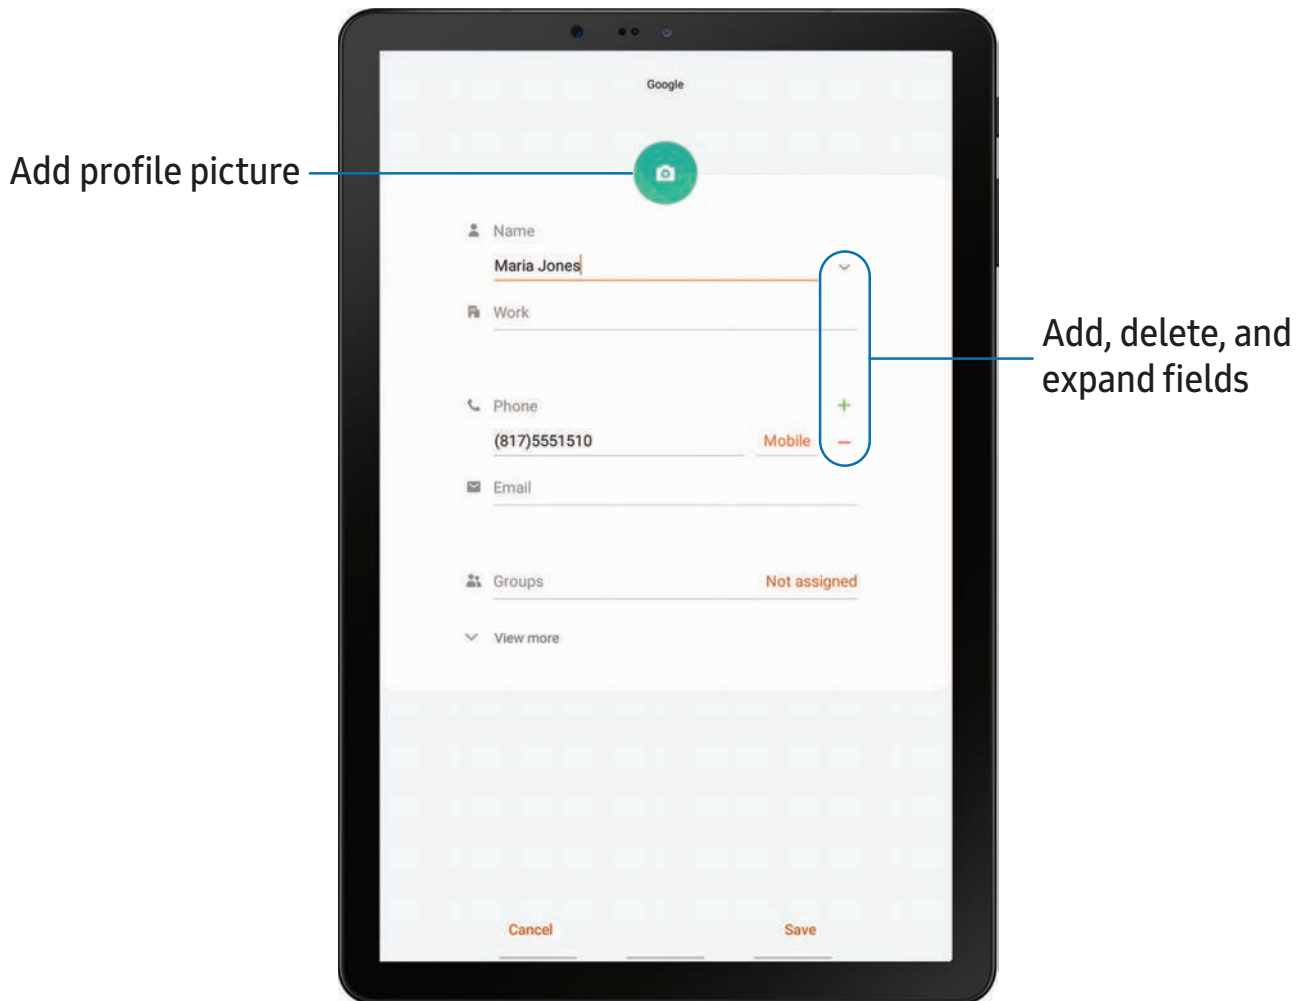 Google
Add profile picture
Name
Maria Jones
Work
Add, delete, and
expand fields
Phone
(817)5551510 Mobile
Email
Groups Not assigned
View more
Cancel Save